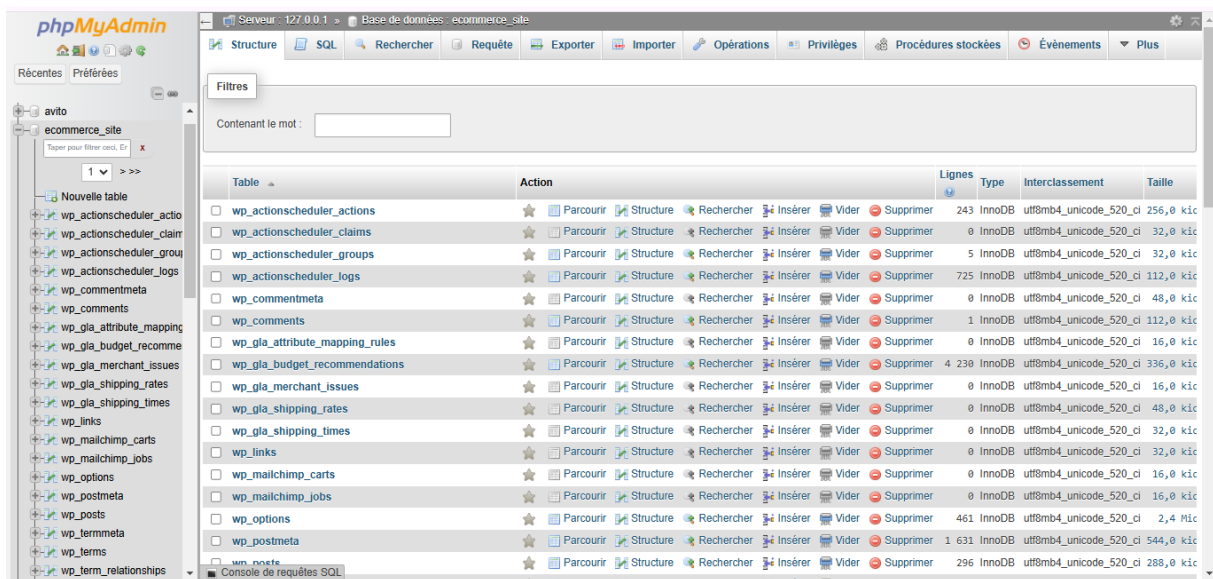 phpMyAdmin
Récentes Préférées
avito
ecommerce_site
Taper pour filtrer ceci, Er X
1 > >>
Nouvelle table
wp_actionscheduler_actio
wp_actionscheduler_claim
wp_actionscheduler_group
wp_actionscheduler_logs
wp_commentmeta
wp_comments
wp_gla_attribute_mapping
wp_gla_budget_recomme
wp_gla_merchant_issues
wp_gla_shipping_rates
wp_gla_shipping_times
wp_links
wp_mailchimp_carts
wp_mailchimp_jobs
wp_options
wp_postmeta
wp_posts
wp_termmeta
wp_terms
wp_term_relationships
Serveur : 127.0.0.1 » Base de données : ecommerce_site
Structure SQL Rechercher Requête Exporter Importer Opérations Privilèges Procédures stockées Évènements Plus
Filtres
Contenant le mot :
Table Action Lignes Type Interclassement Taille
wp_actionscheduler_actions Parcourir Structure Rechercher Insérer Vider Supprimer 243 InnoDB utf8mb4_unicode_520_ci 256,0 kio
wp_actionscheduler_claims Parcourir Structure Rechercher Insérer Vider Supprimer 0 InnoDB utf8mb4_unicode_520_ci 32,0 kio
wp_actionscheduler_groups Parcourir Structure Rechercher Insérer Vider Supprimer 5 InnoDB utf8mb4_unicode_520_ci 32,0 kio
wp_actionscheduler_logs Parcourir Structure Rechercher Insérer Vider Supprimer 725 InnoDB utf8mb4_unicode_520_ci 112,0 kio
wp_commentmeta Parcourir Structure Rechercher Insérer Vider Supprimer 0 InnoDB utf8mb4_unicode_520_ci 48,0 kio
wp_comments Parcourir Structure Rechercher Insérer Vider Supprimer 1 InnoDB utf8mb4_unicode_520_ci 112,0 kio
wp_gla_attribute_mapping_rules Parcourir Structure Rechercher Insérer Vider Supprimer 0 InnoDB utf8mb4_unicode_520_ci 16,0 kio
wp_gla_budget_recommendations Parcourir Structure Rechercher Insérer Vider Supprimer 4 230 InnoDB utf8mb4_unicode_520_ci 336,0 kio
wp_gla_merchant_issues Parcourir Structure Rechercher Insérer Vider Supprimer 0 InnoDB utf8mb4_unicode_520_ci 16,0 kio
wp_gla_shipping_rates Parcourir Structure Rechercher Insérer Vider Supprimer 0 InnoDB utf8mb4_unicode_520_ci 48,0 kio
wp_gla_shipping_times Parcourir Structure Rechercher Insérer Vider Supprimer 0 InnoDB utf8mb4_unicode_520_ci 32,0 kio
wp_links Parcourir Structure Rechercher Insérer Vider Supprimer 0 InnoDB utf8mb4_unicode_520_ci 32,0 kio
wp_mailchimp_carts Parcourir Structure Rechercher Insérer Vider Supprimer 0 InnoDB utf8mb4_unicode_520_ci 16,0 kio
wp_mailchimp_jobs Parcourir Structure Rechercher Insérer Vider Supprimer 0 InnoDB utf8mb4_unicode_520_ci 16,0 kio
wp_options Parcourir Structure Rechercher Insérer Vider Supprimer 461 InnoDB utf8mb4_unicode_520_ci 2,4 Mio
wp_postmeta Parcourir Structure Rechercher Insérer Vider Supprimer 1 631 InnoDB utf8mb4_unicode_520_ci 544,0 kio
wp_posts Parcourir Structure Rechercher Insérer Vider Supprimer 296 InnoDB utf8mb4_unicode_520_ci 288,0 kio
Console de requêtes SQL